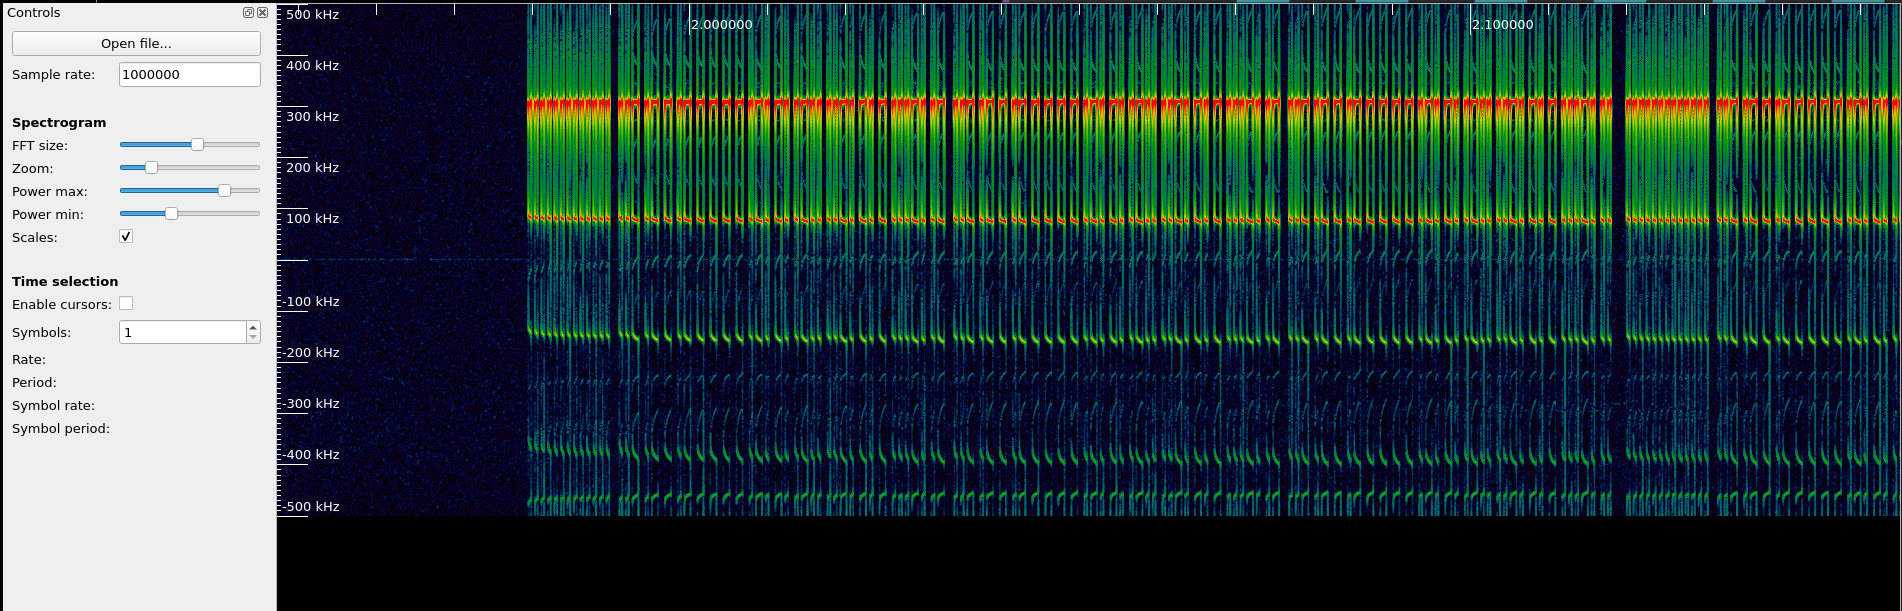 Controls
Open file...
Sample rate: 1000000
Spectrogram
FFT size:
Zoom:
Power max:
Power min:
Scales:
Time selection
Enable cursors:
Symbols: 1
Rate:
Period:
Symbol rate:
Symbol period:
500 kHz
400 kHz
300 kHz
200 kHz
100 kHz
-100 kHz
-200 kHz
-300 kHz
-400 kHz
-500 kHz
2.000000
2.100000